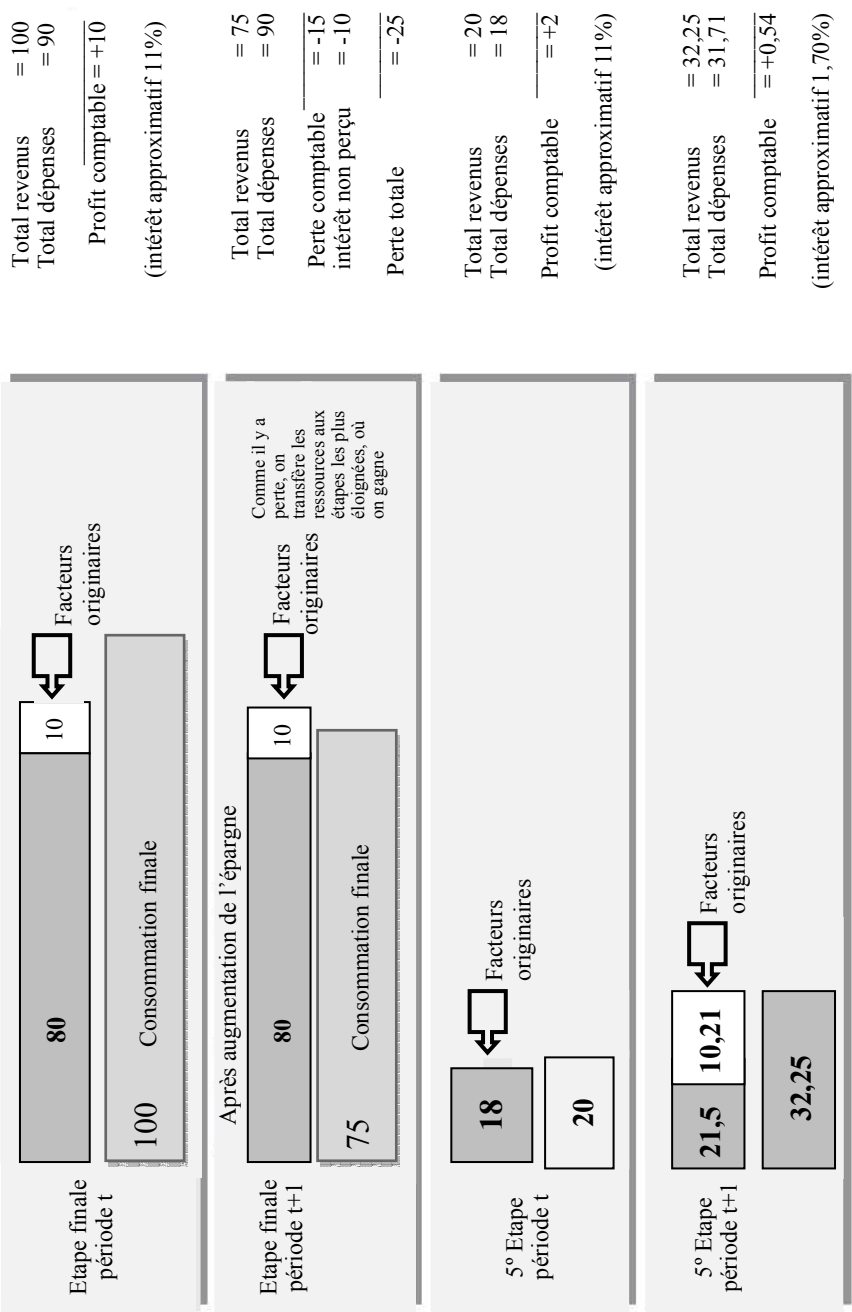 Etape finale
période t
80
10
Facteurs
originaires
100 Consommation finale
Total revenus = 100
Total dépenses = 90
Profit comptable = +10
(intérêt approximatif 11%)
Après augmentation de l'épargne
Etape finale
période t+1
80
10
Facteurs
originaires
Comme il y a
perte, on
transfère les
ressources aux
étapes les plus
éloignées, où
on gagne
75 Consommation finale
Total revenus = 75
Total dépenses = 90
Perte comptable = -15
intérêt non perçu = -10
Perte totale = -25
5º Etape
période t
18
Facteurs
originaires
20
Total revenus = 20
Total dépenses = 18
Profit comptable = +2
(intérêt approximatif 11%)
5º Etape
période t+1
21,5
10,21
Facteurs
originaires
32,25
Total revenus = 32,25
Total dépenses = 31,71
Profit comptable = +0,54
(intérêt approximatif 1,70%)